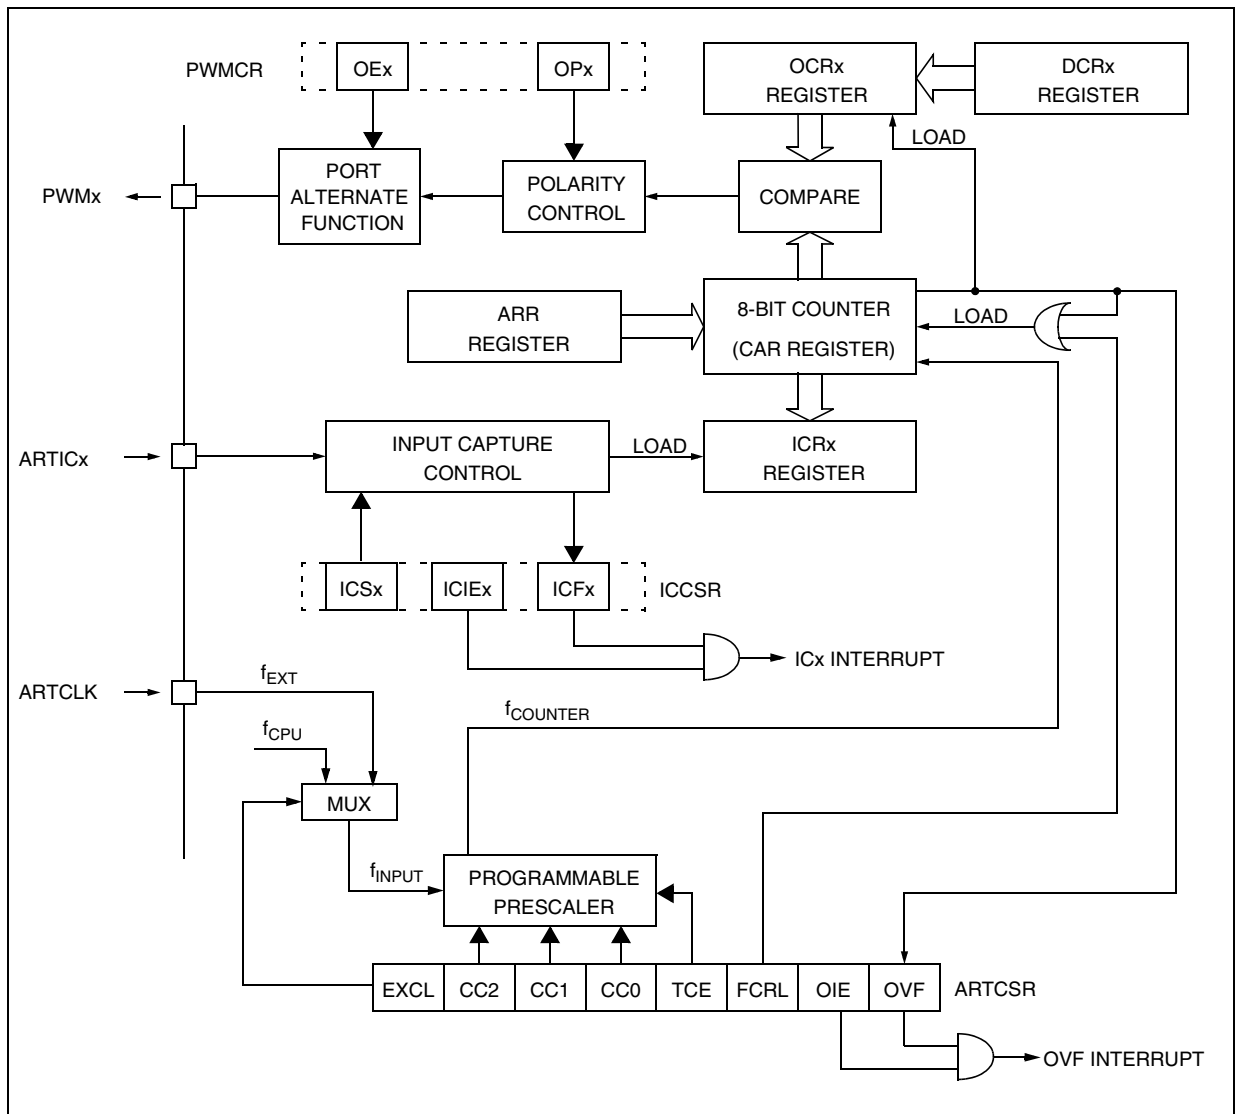 PWMCR
OEx
OPx
OCRx
REGISTER
DCRx
REGISTER
LOAD
PWMx
PORT
ALTERNATE
FUNCTION
POLARITY
CONTROL
COMPARE
ARR
REGISTER
8-BIT COUNTER
(CAR REGISTER)
LOAD
ARTICx
INPUT CAPTURE
CONTROL
LOAD
ICRx
REGISTER
ICSx
ICIEx
ICFx
ICCSR
ICx INTERRUPT
ARTCLK
fEXT
fCPU
fCOUNTER
MUX
fINPUT
PROGRAMMABLE
PRESCALER
EXCL
CC2
CC1
CC0
TCE
FCRL
OIE
OVF
ARTCSR
OVF INTERRUPT